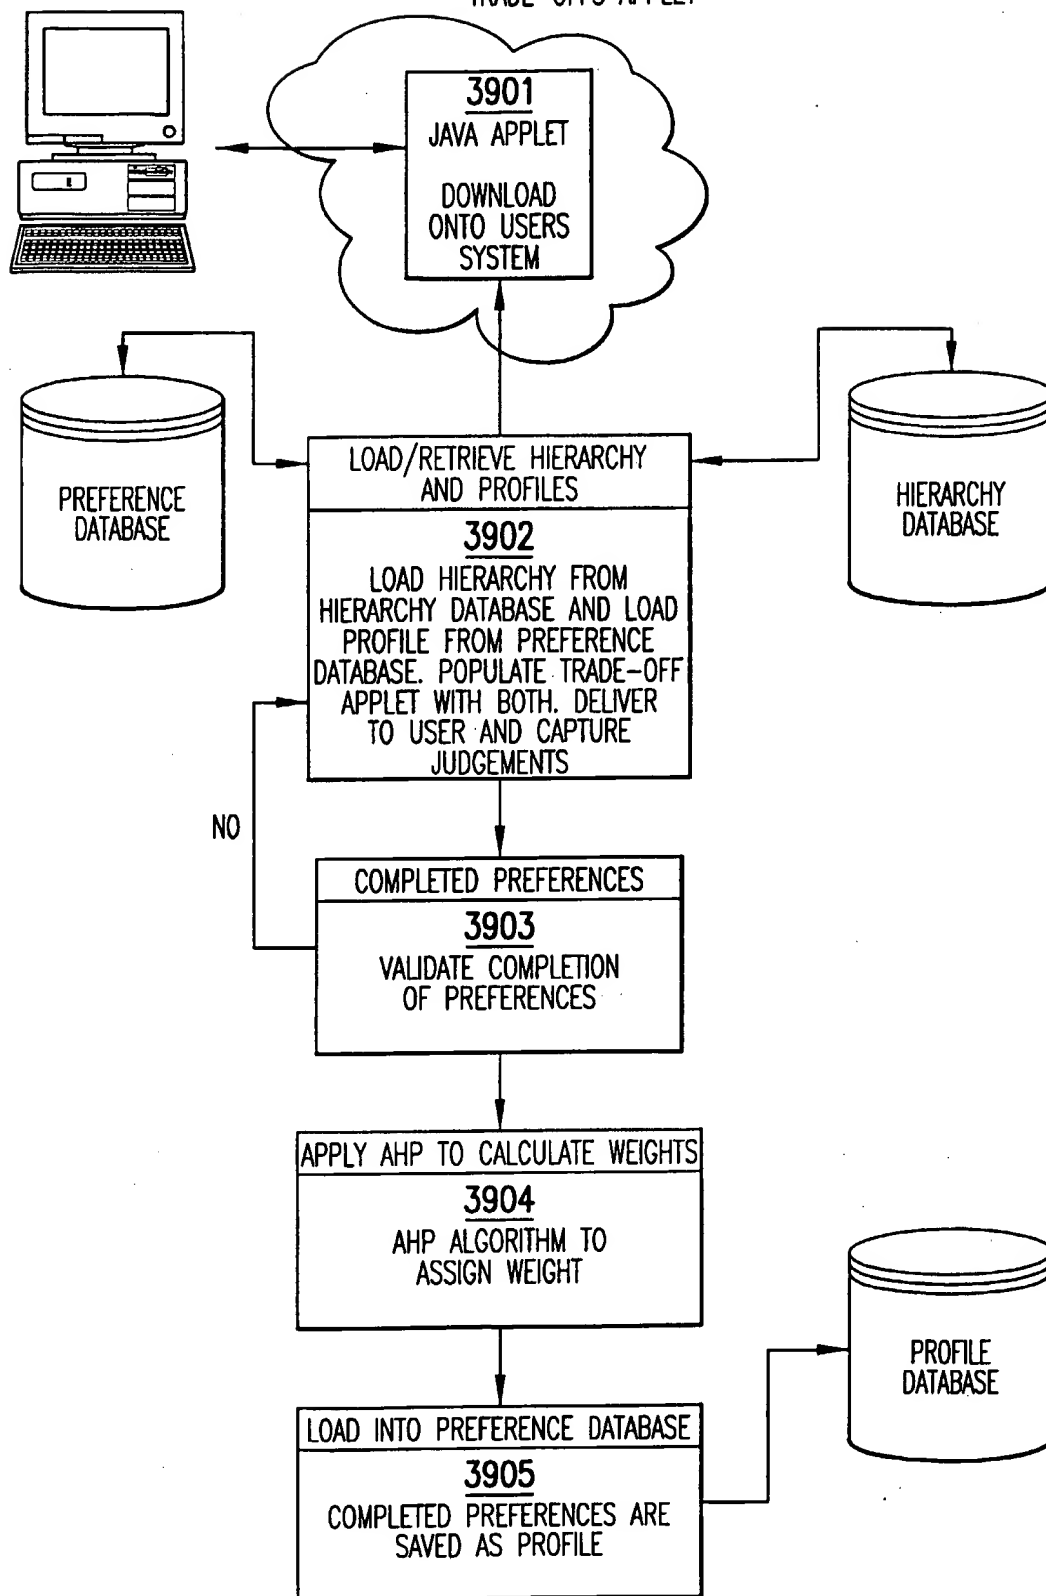 TRADE-OFFS APPLET
3901
JAVA APPLET
DOWNLOAD
ONTO USERS
SYSTEM
PREFERENCE
DATABASE
LOAD/RETRIEVE HIERARCHY
AND PROFILES
3902
LOAD HIERARCHY FROM
HIERARCHY DATABASE AND LOAD
PROFILE FROM PREFERENCE
DATABASE. POPULATE TRADE-OFF
APPLET WITH BOTH. DELIVER
TO USER AND CAPTURE
JUDGEMENTS
HIERARCHY
DATABASE
NO
COMPLETED PREFERENCES
3903
VALIDATE COMPLETION
OF PREFERENCES
APPLY AHP TO CALCULATE WEIGHTS
3904
AHP ALGORITHM TO
ASSIGN WEIGHT
PROFILE
DATABASE
LOAD INTO PREFERENCE DATABASE
3905
COMPLETED PREFERENCES ARE
SAVED AS PROFILE